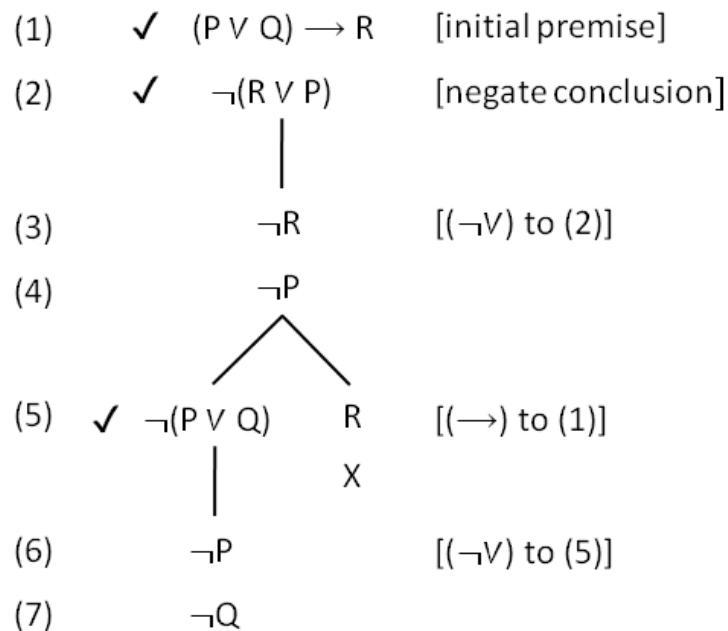 (1) ✓ (P ∨ Q) ⟶ R [initial premise]
(2) ✓ ¬(R ∨ P) [negate conclusion]
(3) ¬R [(¬∨) to (2)]
(4) ¬P
(5) ✓ ¬(P ∨ Q) R [(⟶) to (1)]
X
(6) ¬P [(¬∨) to (5)]
(7) ¬Q